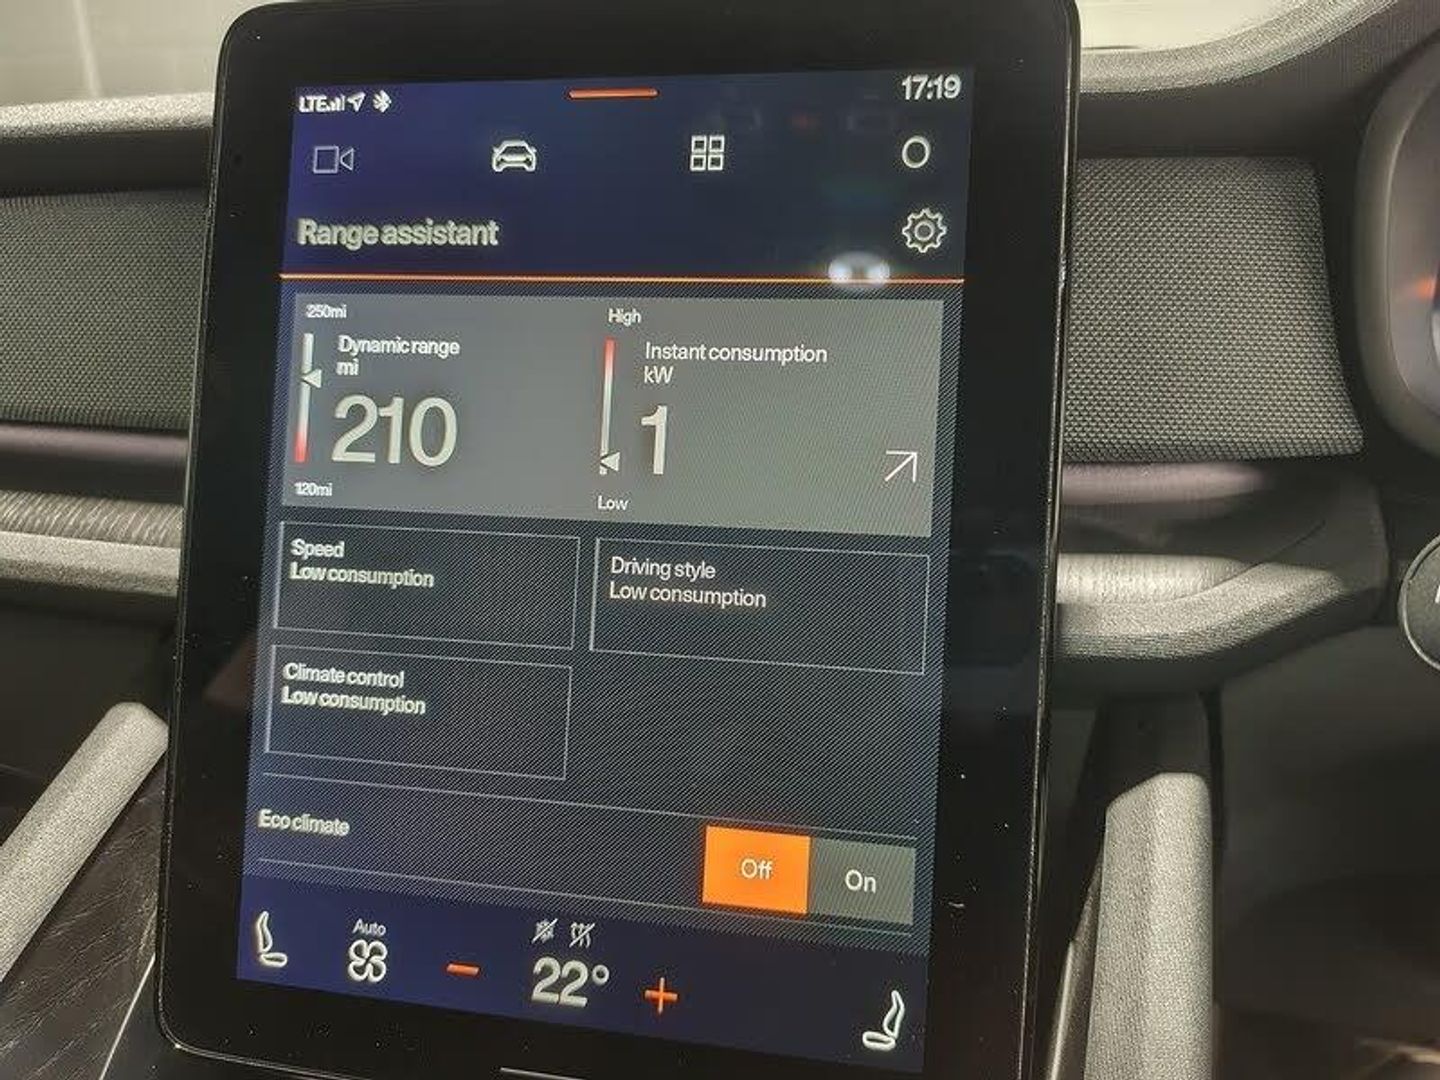 LTE 17:19
Range assistant
250mi
Dynamic range
mi
210
120mi
High
Instant consumption
kW
1
Low
Speed
Low consumption
Driving style
Low consumption
Climate control
Low consumption
Eco climate
Off On
Auto
22°